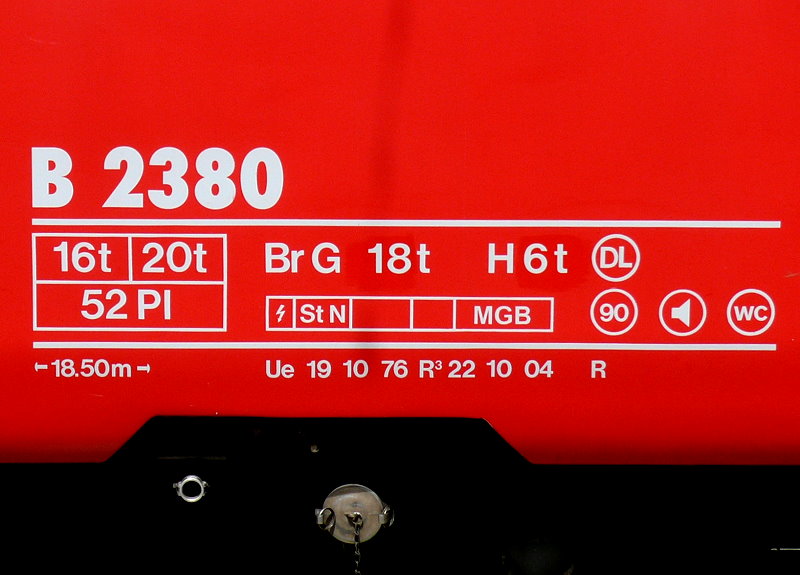 B 2380
16t 20t Br G 18t H 6t DL
52 Pl St N MGB 90 WC
←18.50m→ Ue 19 10 76 R³ 22 10 04 R